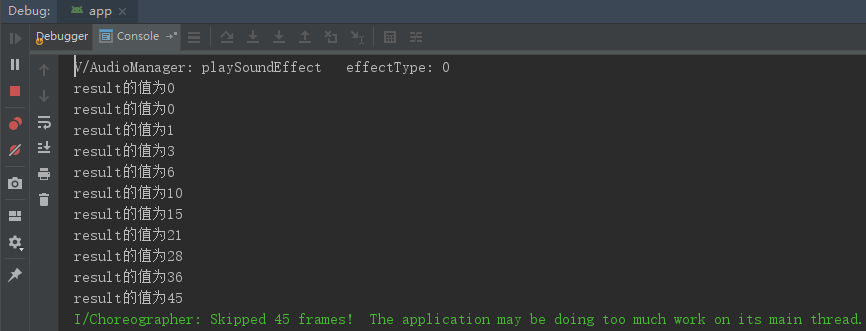 Debug: app
Debugger Console
V/AudioManager: playSoundEffect   effectType: 0
result的值为0
result的值为0
result的值为1
result的值为3
result的值为6
result的值为10
result的值为15
result的值为21
result的值为28
result的值为36
result的值为45
I/Choreographer: Skipped 45 frames!  The application may be doing too much work on its main thread.